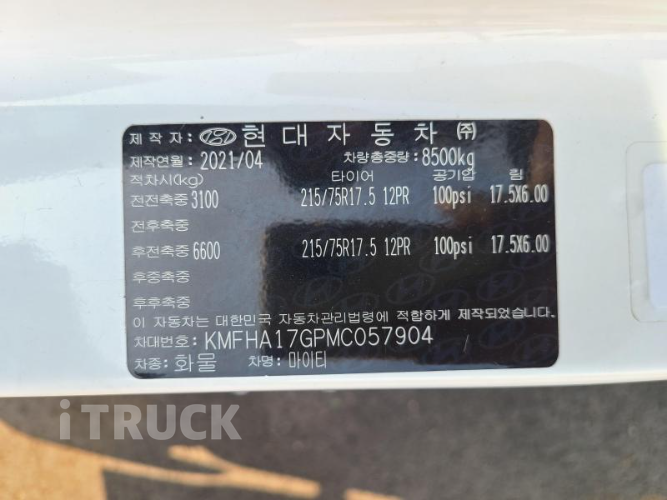 제작자: 현대자동차㈜
제작연월: 2021/04 차량총중량: 8500kg
적차시(kg) 타이어 공기압 림
전전축중 3100 215/75R17.5 12PR 100psi 17.5X6.00
전후축중
후전축중 6600 215/75R17.5 12PR 100psi 17.5X6.00
후중축중
후후축중
이 자동차는 대한민국 자동차관리법령에 적합하게 제작되었습니다.
차대번호: KMFHA17GPMC057904
차종: 화물 차명: 마이티
iTRUCK